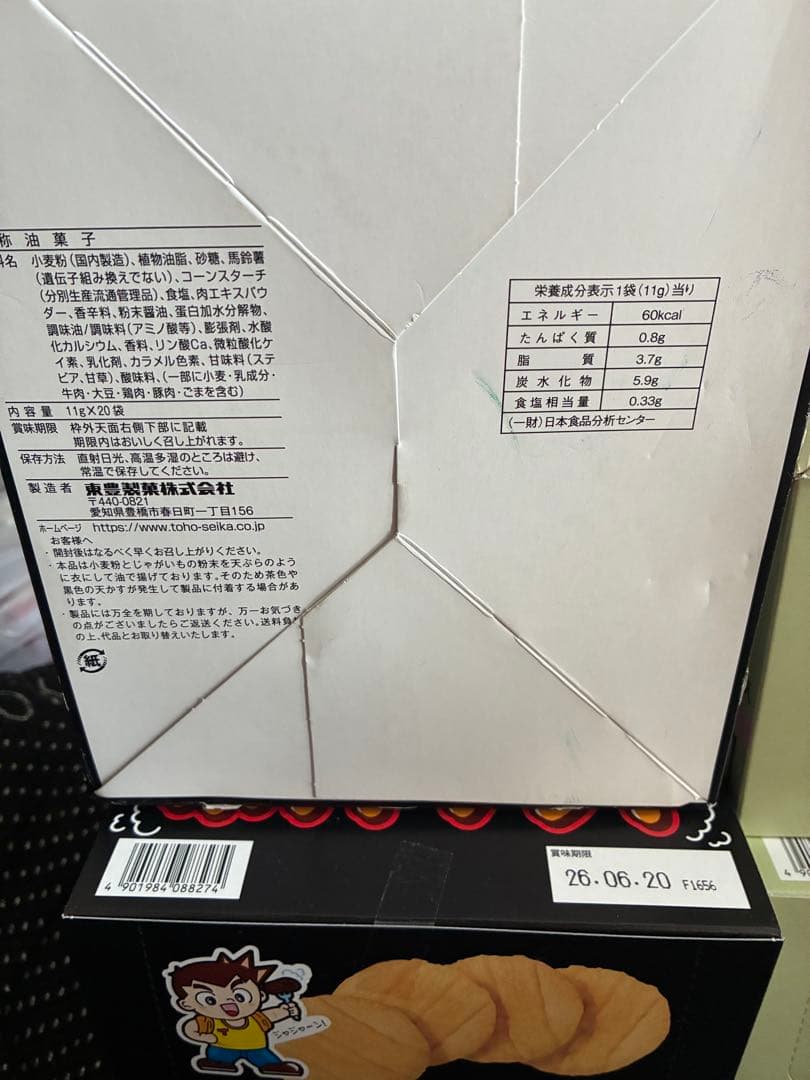 称 油菓子
名 小麦粉(国内製造)、植物油脂、砂糖、馬鈴薯
(遺伝子組み換えでない)、コーンスターチ
(分別生産流通管理品)、食塩、肉エキスパウ
ダー、香辛料、粉末醤油、蛋白加水分解物、
調味油/調味料(アミノ酸等)、膨張剤、水酸
化カルシウム、香料、リン酸Ca、微粒酸化ケ
イ素、乳化剤、カラメル色素、甘味料(ステ
ビア、甘草)、酸味料、(一部に小麦・乳成分・
牛肉・大豆・鶏肉・豚肉・ごまを含む)
内容量 11g×20袋
賞味期限 枠外天面右側下部に記載
期限内はおいしく召し上がれます。
保存方法 直射日光、高温多湿のところは避け、
常温で保存してください。
製造者 東豊製菓株式会社
〒440-0821
愛知県豊橋市春日町一丁目156
ホームページ https://www.toho-seika.co.jp
お客様へ
・開封後はなるべく早くお召し上がりください。
・本品は小麦粉とじゃがいもの粉末を天ぷらのよう
に衣にして油で揚げております。そのため茶色や
黒色の天かすが発生して製品に付着する場合があ
ります。
・製品には万全を期しておりますが、万一お気づき
の点がございましたらご返送ください。送料負
の上、代品とお取り替えいたします。
紙
栄養成分表示1袋(11g)当り
エネルギー 60kcal
たんぱく質 0.8g
脂質 3.7g
炭水化物 5.9g
食塩相当量 0.33g
(一財)日本食品分析センター
4 901984 088274
賞味期限
26.06.20 F1656
ジャジャーン!